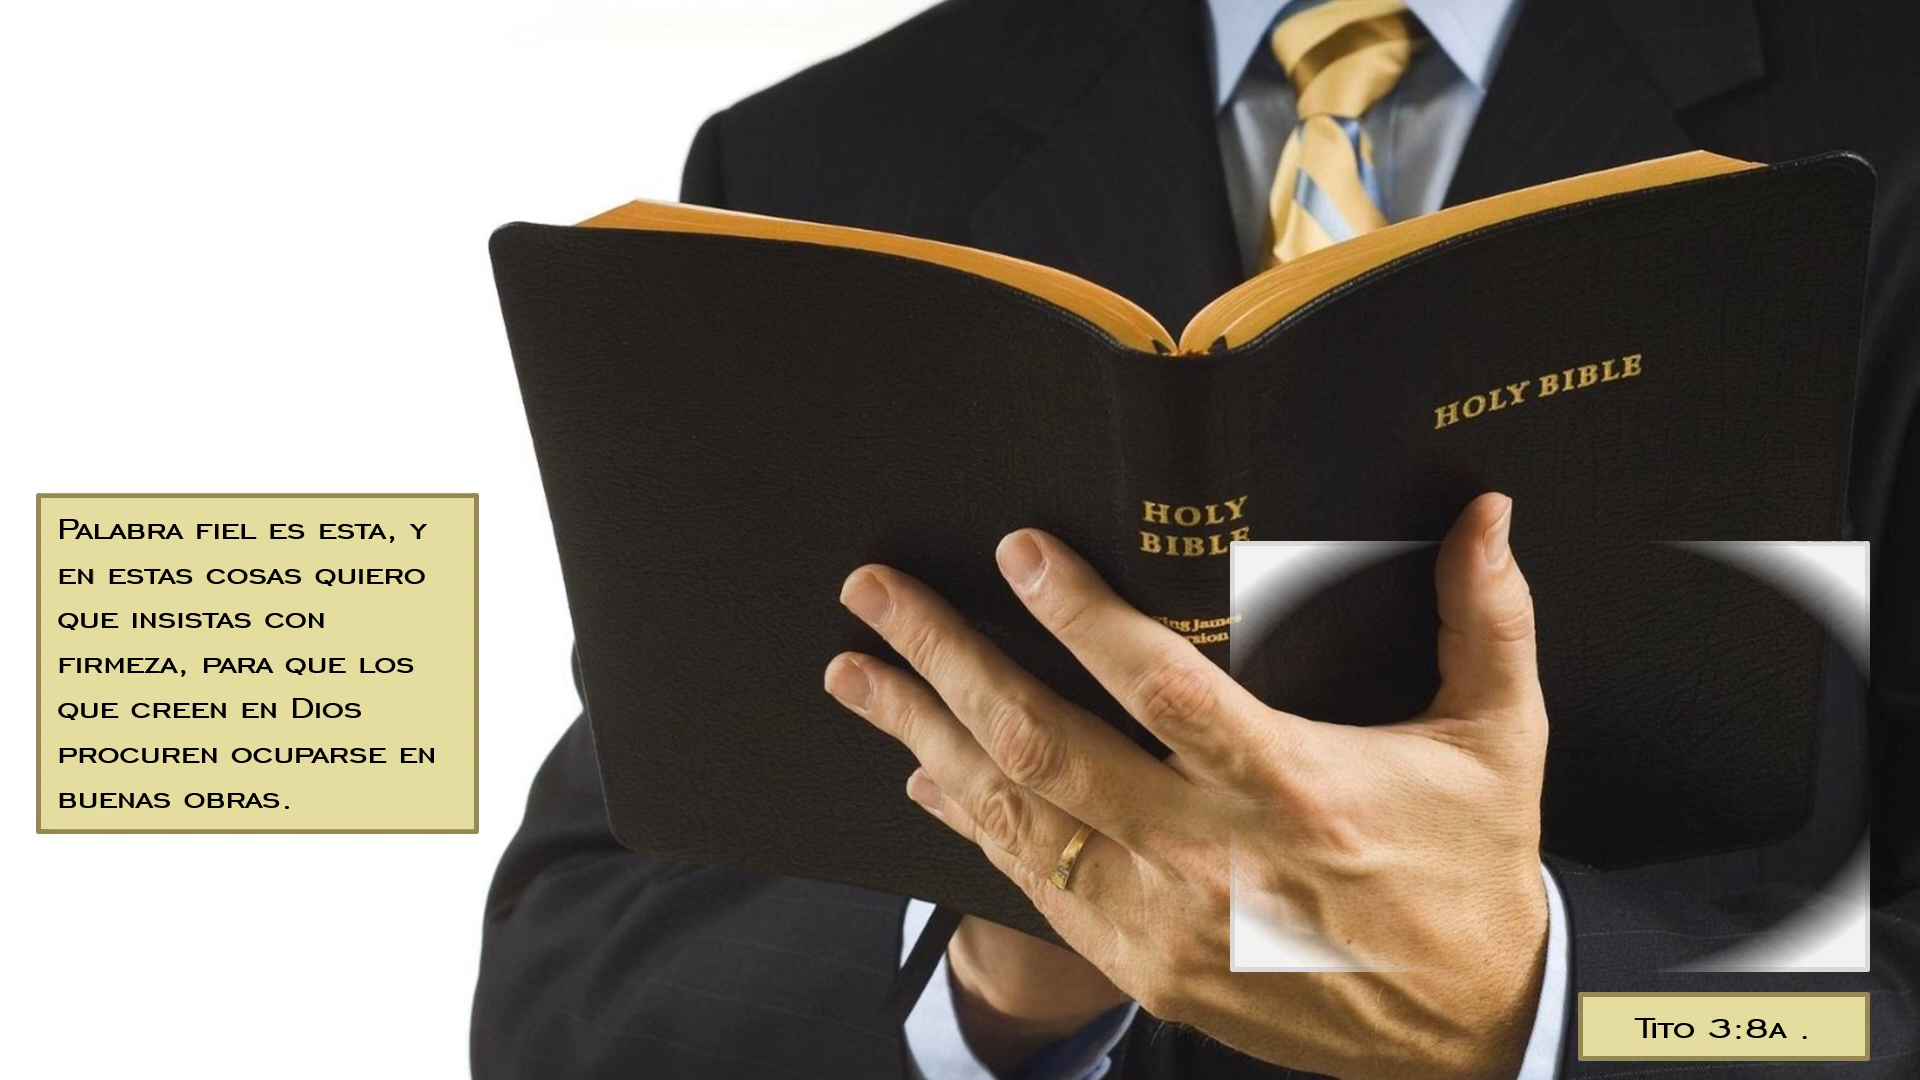 Palabra fiel es esta, y
en estas cosas quiero
que insistas con
firmeza, para que los
que creen en Dios
procuren ocuparse en
buenas obras.
HOLY BIBLE
HOLY
BIBLE
James
Tito 3:8a .